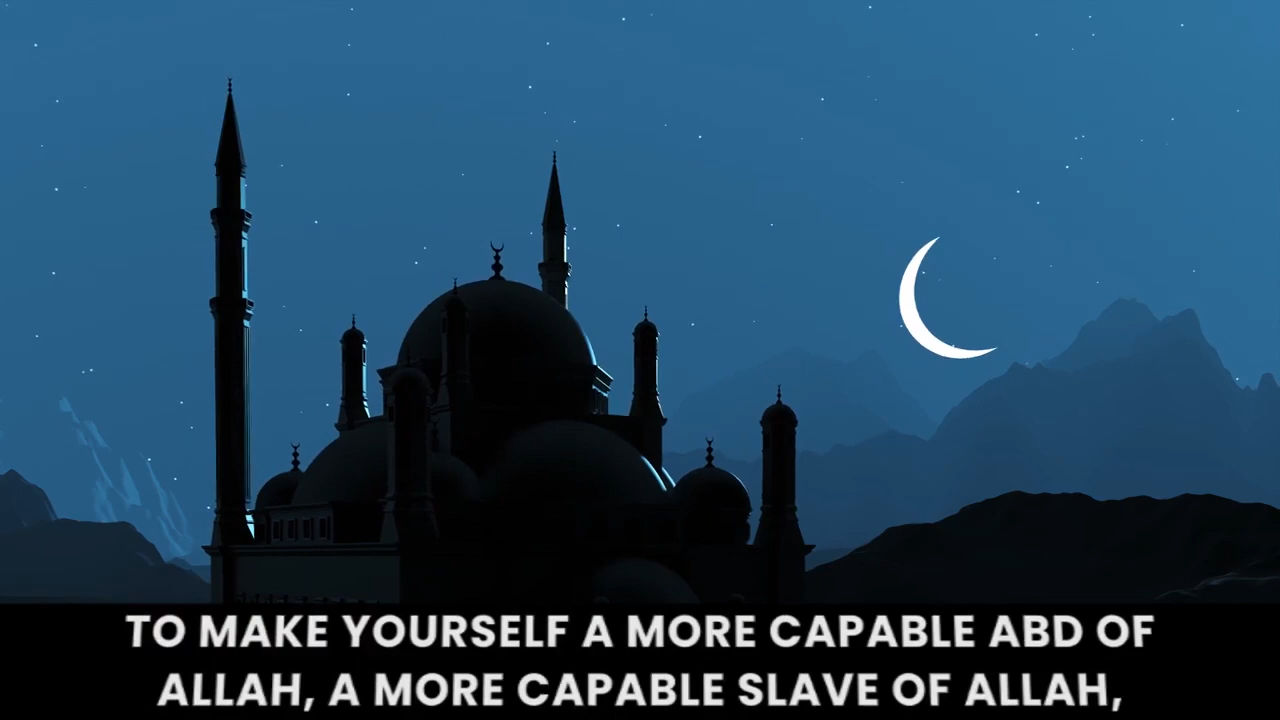 TO MAKE YOURSELF A MORE CAPABLE ABD OF
ALLAH, A MORE CAPABLE SLAVE OF ALLAH,